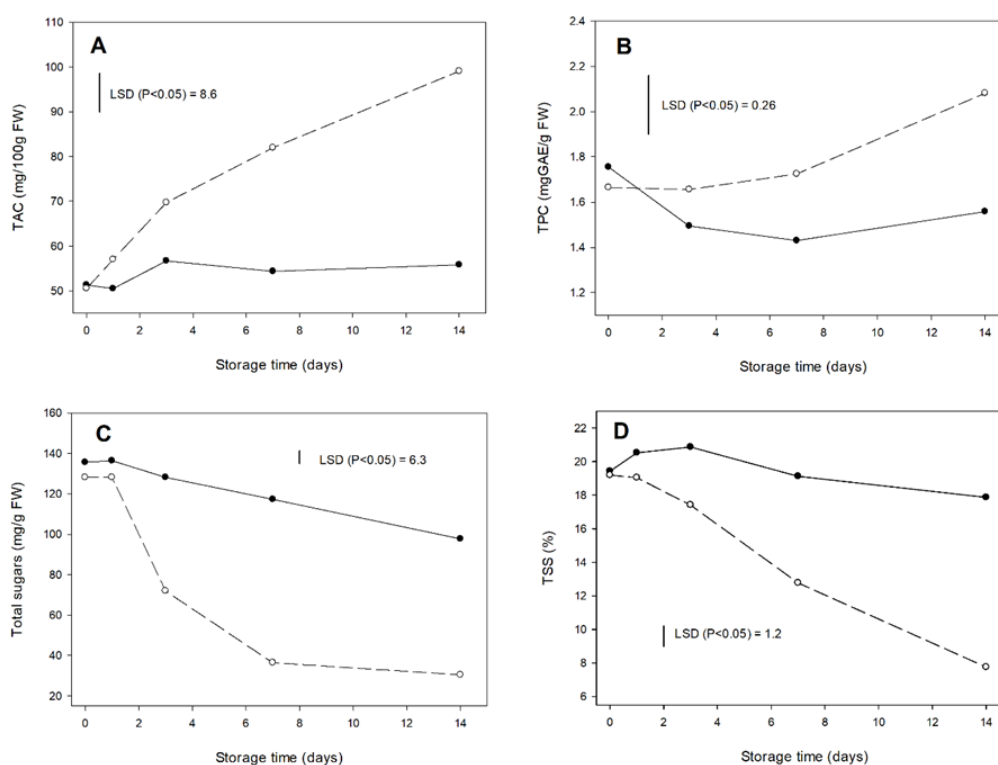 A
LSD (P<0.05) = 8.6
TAC (mg/100g FW)
110
100
90
80
70
60
50
0 2 4 6 8 10 12 14
Storage time (days)
B
LSD (P<0.05) = 0.26
TPC (mgGAE/g FW)
2.4
2.2
2.0
1.8
1.6
1.4
1.2
0 2 4 6 8 10 12 14
Storage time (days)
C
LSD (P<0.05) = 6.3
Total sugars (mg/g FW)
160
140
120
100
80
60
40
20
0 2 4 6 8 10 12 14
Storage time (days)
D
LSD (P<0.05) = 1.2
TSS (%)
22
20
18
16
14
12
10
8
6
0 2 4 6 8 10 12 14
Storage time (days)